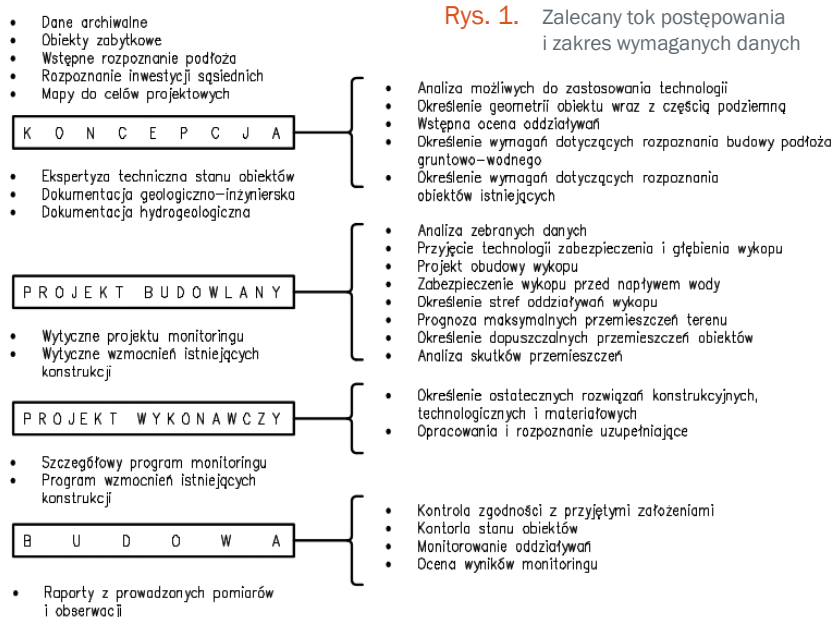 Rys. 1. Zalecany tok postępowania
i zakres wymaganych danych
• Dane archiwalne
• Obiekty zabytkowe
• Wstępne rozpoznanie podłoża
• Rozpoznanie inwestycji sąsiednich
• Mapy do celów projektowych
KONCEPCJA
• Analiza możliwych do zastosowania technologii
• Określenie geometrii obiektu wraz z częścią podziemną
• Wstępna ocena oddziaływań
• Określenie wymagań dotyczących rozpoznania budowy podłoża
gruntowo-wodnego
• Określenie wymagań dotyczących rozpoznania
obiektów istniejących
• Ekspertyza techniczna stanu obiektów
• Dokumentacja geologiczno-inżynierska
• Dokumentacja hydrogeologiczna
PROJEKT BUDOWLANY
• Analiza zebranych danych
• Przyjęcie technologii zabezpieczenia i głębienia wykopu
• Projekt obudowy wykopu
• Zabezpieczenie wykopu przed napływem wody
• Określenie stref oddziaływań wykopu
• Prognoza maksymalnych przemieszczeń terenu
• Określenie dopuszczalnych przemieszczeń obiektów
• Analiza skutków przemieszczeń
• Wytyczne projektu monitoringu
• Wytyczne wzmocnień istniejących
konstrukcji
PROJEKT WYKONAWCZY
• Określenie ostatecznych rozwiązań konstrukcyjnych,
technologicznych i materiałowych
• Opracowania i rozpoznanie uzupełniające
• Szczegółowy program monitoringu
• Program wzmocnień istniejących
konstrukcji
BUDOWA
• Kontrola zgodności z przyjętymi założeniami
• Kontorla stanu obiektów
• Monitorowanie oddziaływań
• Ocena wyników monitoringu
• Raporty z prowadzonych pomiarów
i obserwacji